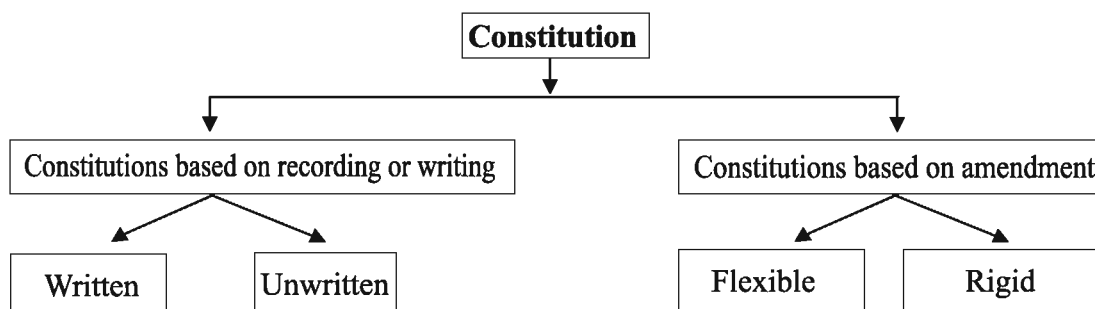 Constitution
Constitutions based on recording or writing
Constitutions based on amendment
Written
Unwritten
Flexible
Rigid